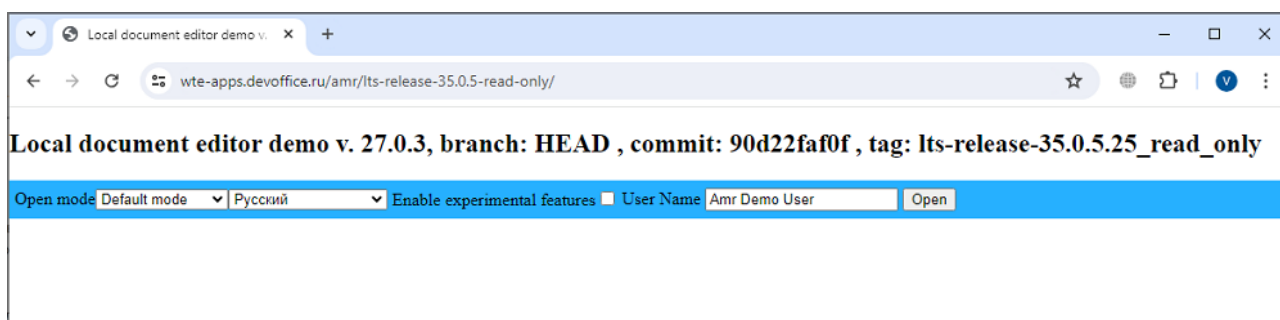 Local document editor demo v.
wte-apps.devoffice.ru/amr/lts-release-35.0.5-read-only/
V
Local document editor demo v. 27.0.3, branch: HEAD , commit: 90d22faf0f , tag: lts-release-35.0.5.25_read_only
Open mode Default mode Русский Enable experimental features User Name Amr Demo User Open